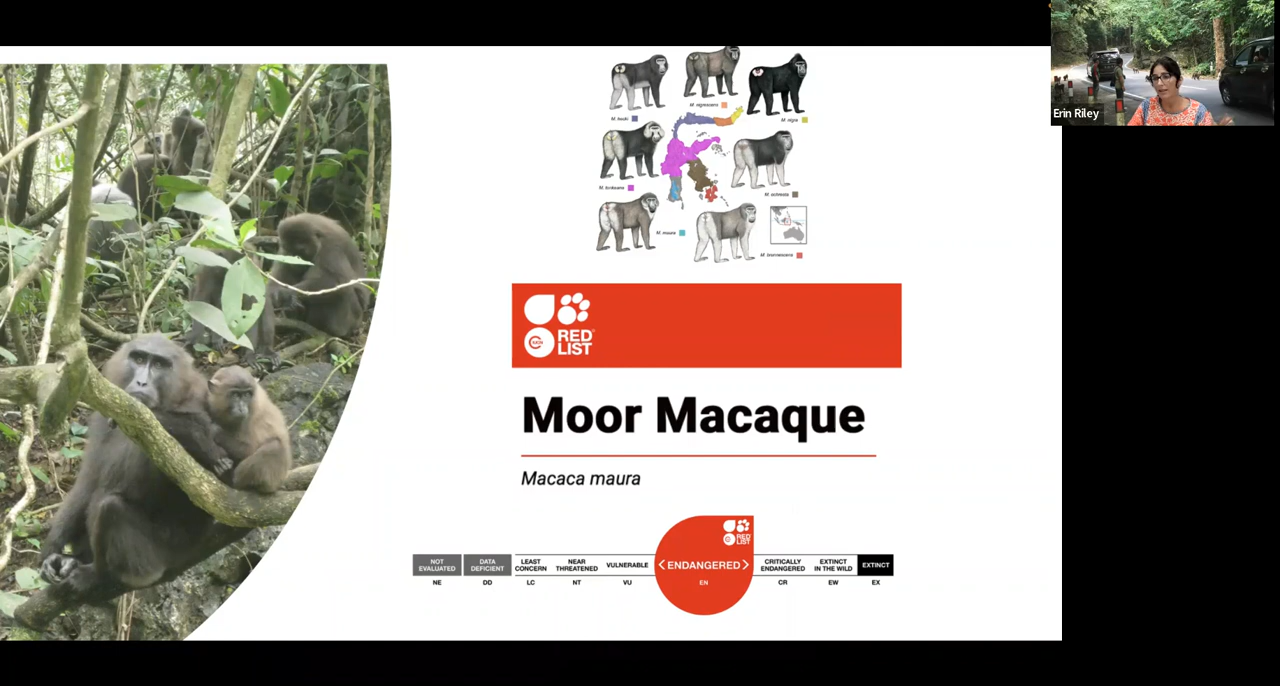 M. nigrescens
M. hecki
M. nigra
M. tonkeana
M. ochreata
M. maura
M. brunnescens
Erin Riley
IUCN
RED
LIST
Moor Macaque
Macaca maura
RED
LIST
NOT
EVALUATED
DATA
DEFICIENT
LEAST
CONCERN
NEAR
THREATENED
VULNERABLE
<ENDANGERED>
CRITICALLY
ENDANGERED
EXTINCT
IN THE WILD
EXTINCT
NE
DD
LC
NT
VU
EN
CR
EW
EX